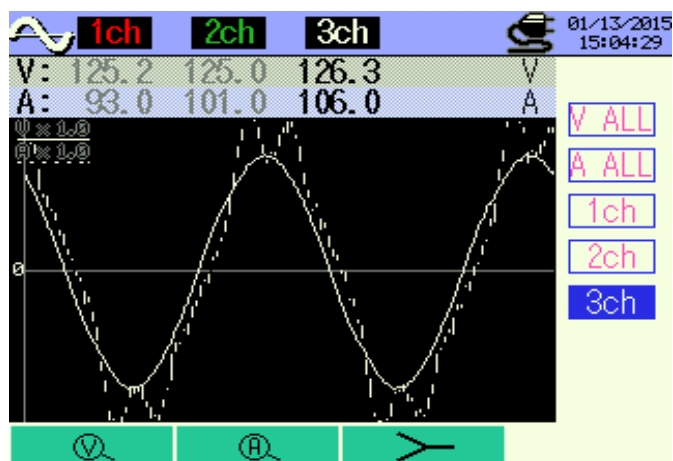 1ch 2ch 3ch 01/13/2015
15:04:29
V: 125.2 125.0 126.3 V
A: 93.0 101.0 106.0 A
V × 1.0
A × 1.0
V ALL
A ALL
1ch
2ch
3ch
0
V A